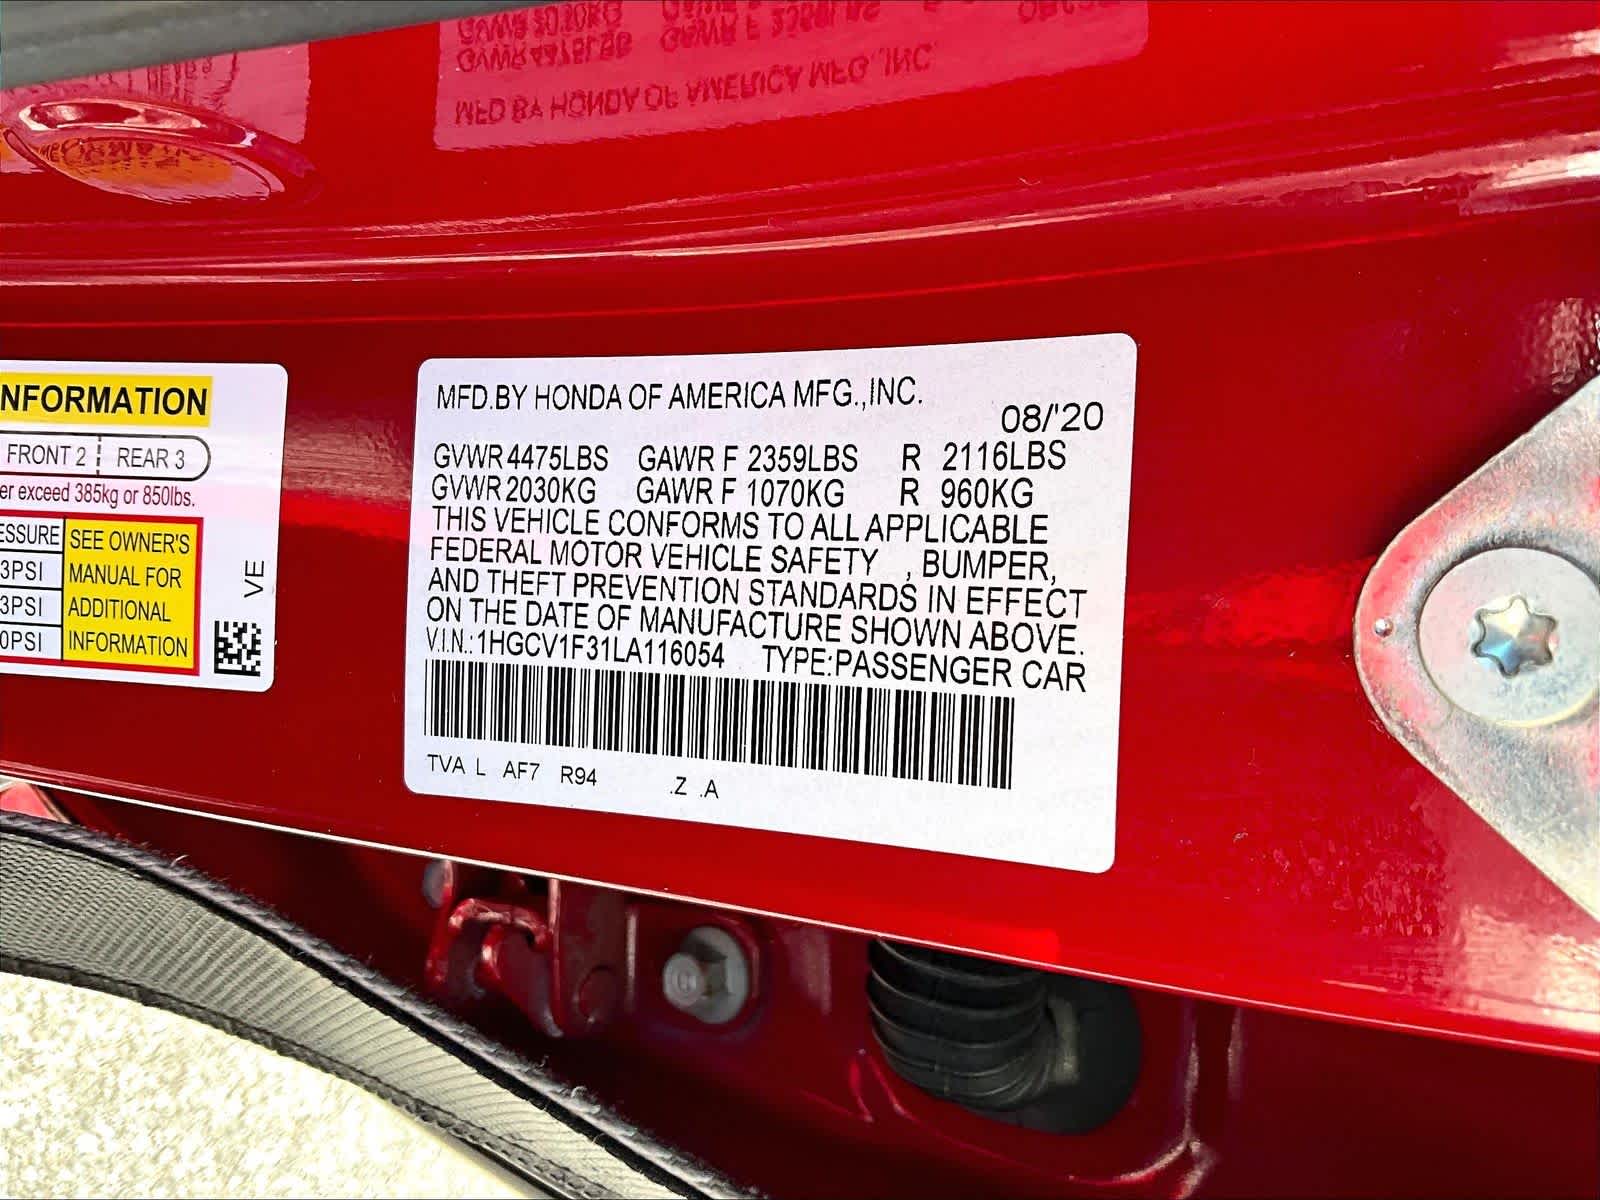 NFORMATION
FRONT 2 REAR 3
er exceed 385kg or 850lbs.
ESSURE SEE OWNER'S
3PSI MANUAL FOR
3PSI ADDITIONAL
0PSI INFORMATION
VE
MFD.BY HONDA OF AMERICA MFG.,INC.
08/'20
GVWR 4475LBS GAWR F 2359LBS R 2116LBS
GVWR 2030KG GAWR F 1070KG R 960KG
THIS VEHICLE CONFORMS TO ALL APPLICABLE
FEDERAL MOTOR VEHICLE SAFETY , BUMPER,
AND THEFT PREVENTION STANDARDS IN EFFECT
ON THE DATE OF MANUFACTURE SHOWN ABOVE.
V.I.N.:1HGCV1F31LA116054 TYPE:PASSENGER CAR
TVA L AF7 R94 .Z .A